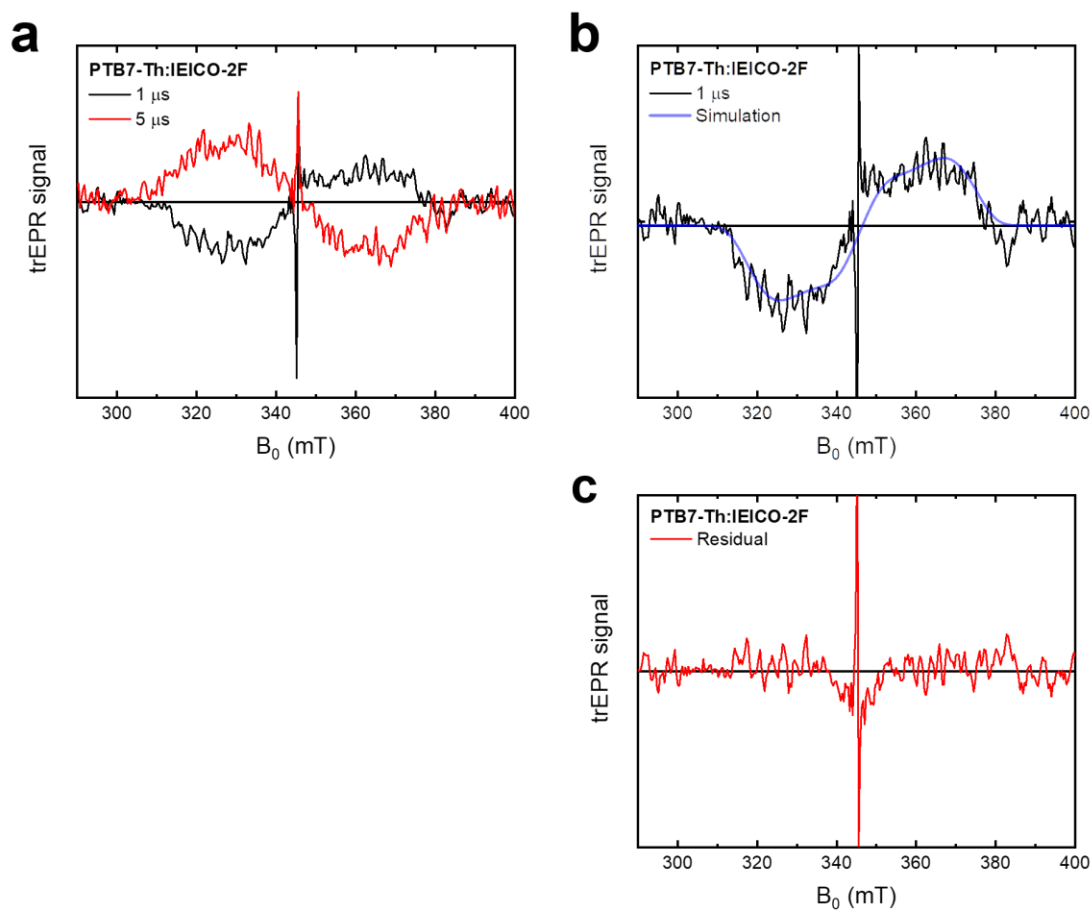 a
PTB7-Th:IEICO-2F
1 μs
5 μs
trEPR signal
300 320 340 360 380 400
B₀ (mT)
b
PTB7-Th:IEICO-2F
1 μs
Simulation
trEPR signal
300 320 340 360 380 400
B₀ (mT)
c
PTB7-Th:IEICO-2F
Residual
trEPR signal
300 320 340 360 380 400
B₀ (mT)